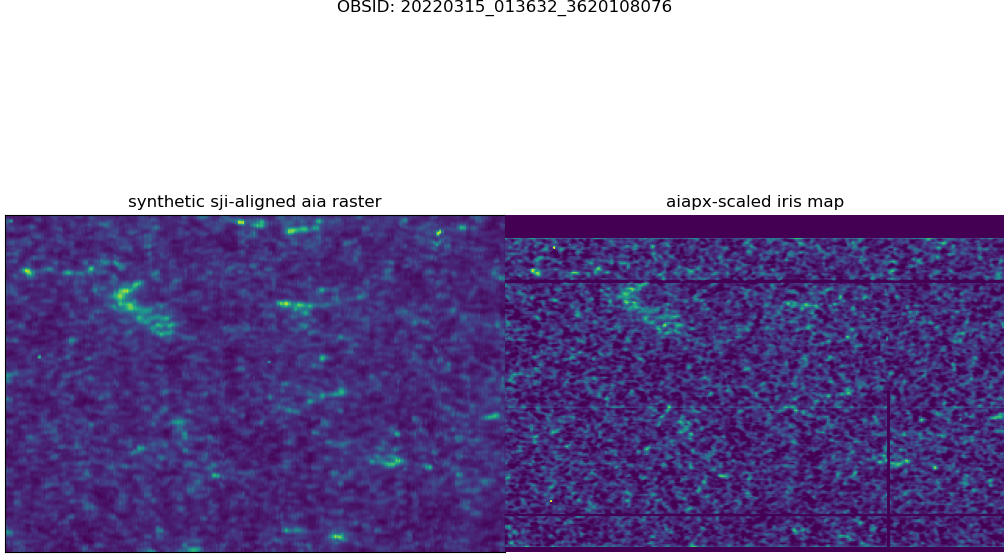 OBSID: 20220315_013632_3620108076
synthetic sji-aligned aia raster
aiapx-scaled iris map